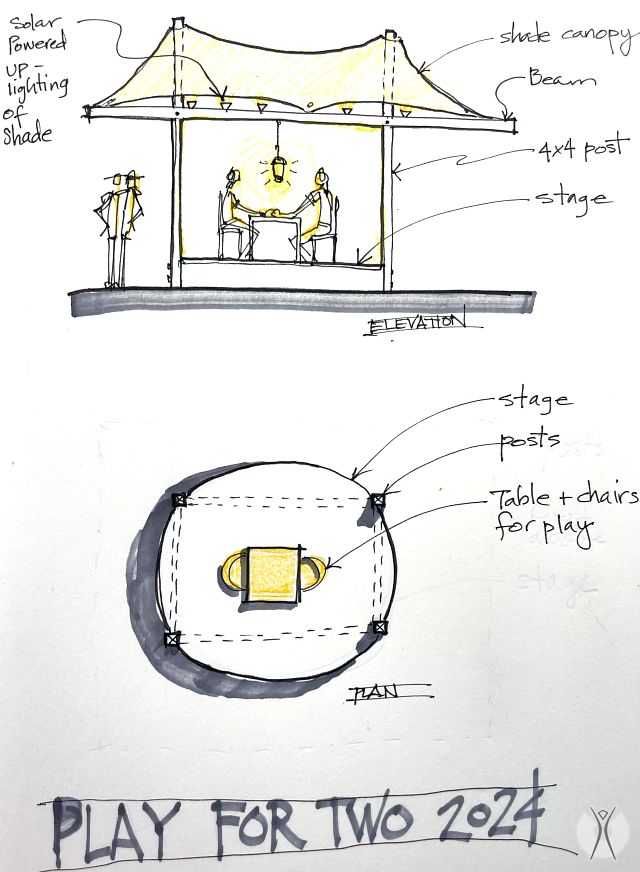 Solar
Powered
up-
lighting
of
Shade
shade canopy
Beam
4x4 post
stage
ELEVATION
stage
posts
Table + chairs
for play
PLAN
PLAY FOR TWO 2024